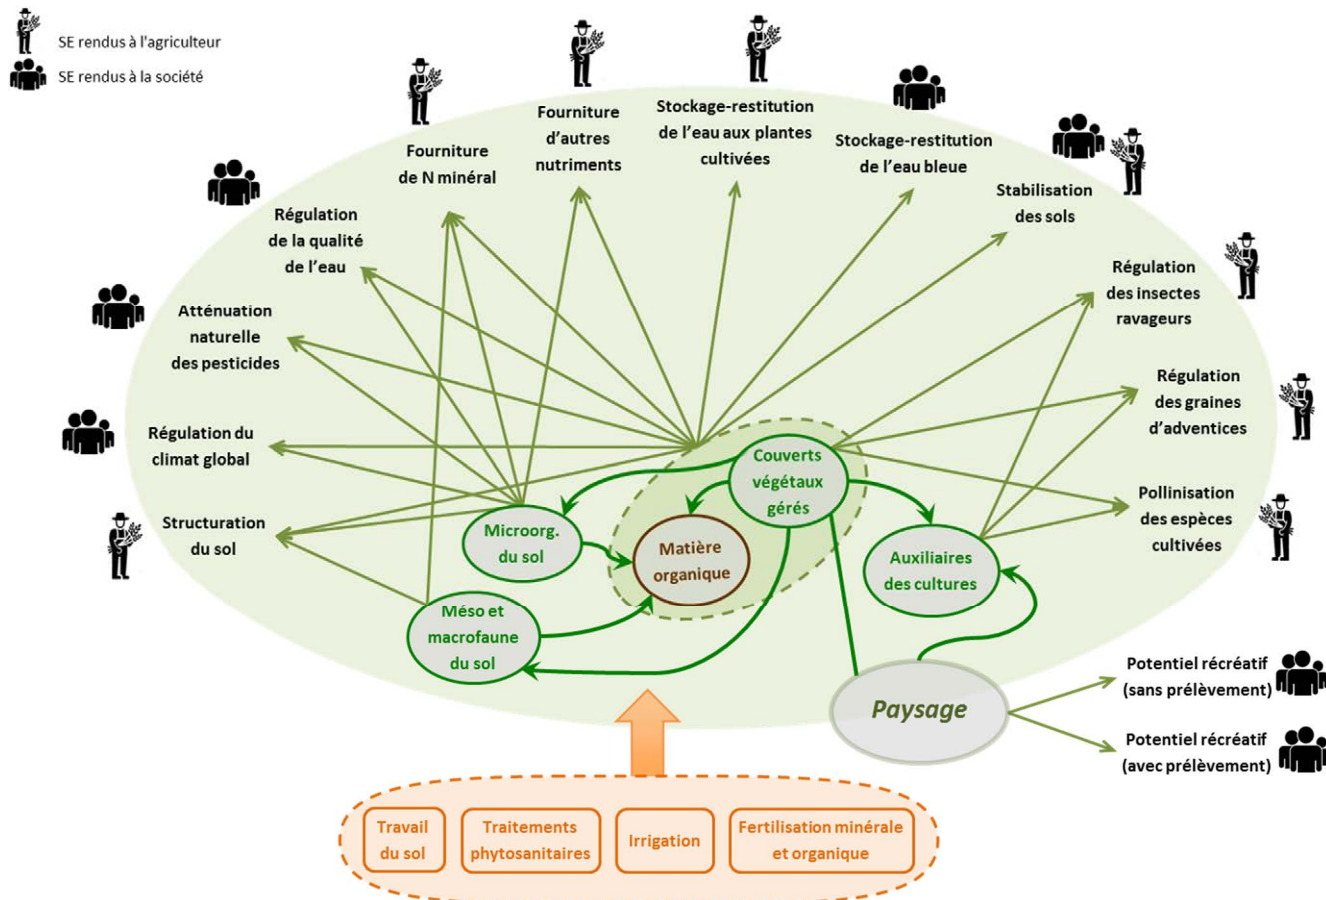 SE rendus à l'agriculteur
SE rendus à la société
Fourniture
de N minéral
Fourniture
d'autres
nutriments
Stockage-restitution
de l'eau aux plantes
cultivées
Stockage-restitution
de l'eau bleue
Stabilisation
des sols
Régulation
de la qualité
de l'eau
Régulation
des insectes
ravageurs
Atténuation
naturelle
des pesticides
Régulation
des graines
d'adventices
Régulation du
climat global
Pollinisation
des espèces
cultivées
Structuration
du sol
Couverts
végétaux
gérés
Microorg.
du sol
Matière
organique
Auxiliaires
des cultures
Méso et
macrofaune
du sol
Paysage
Potentiel récréatif
(sans prélèvement)
Potentiel récréatif
(avec prélèvement)
Travail
du sol
Traitements
phytosanitaires
Irrigation
Fertilisation minérale
et organique